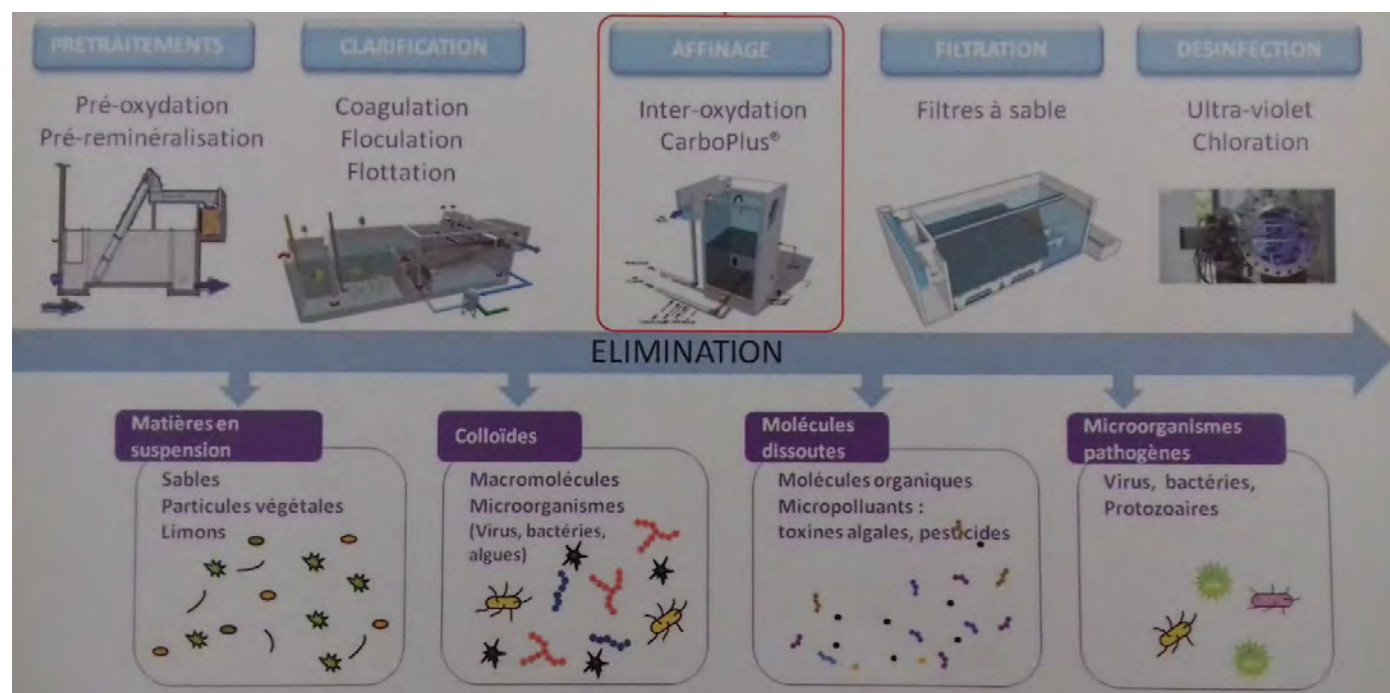 PRETRAITEMENTS
Pré-oxydation
Pré-reminéralisation
CLARIFICATION
Coagulation
Floculation
Flottation
AFFINAGE
Inter-oxydation
CarboPlus®
FILTRATION
Filtres à sable
DESINFECTION
Ultra-violet
Chloration
ELIMINATION
Matières en
suspension
Sables
Particules végétales
Limons
Colloïdes
Macromolécules
Microorganismes
(Virus, bactéries,
algues)
Molécules
dissoutes
Molécules organiques
Micropolluants :
toxines algales, pesticides
Microorganismes
pathogènes
Virus, bactéries,
Protozoaires